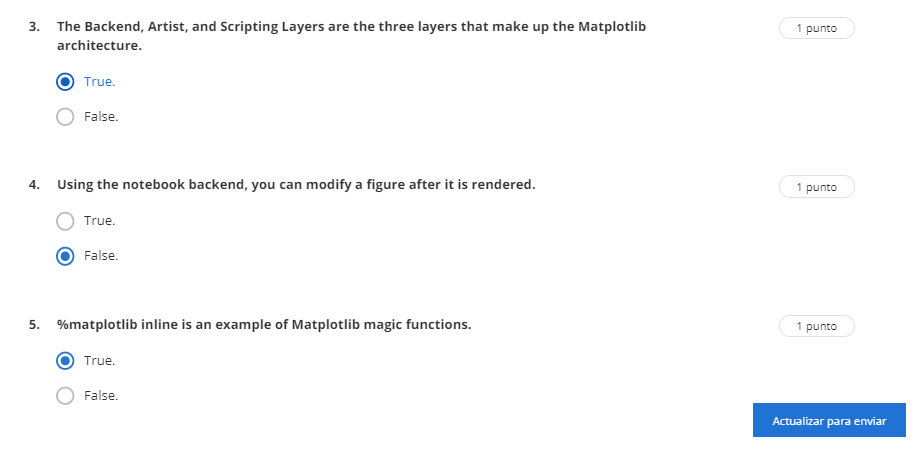 3. The Backend, Artist, and Scripting Layers are the three layers that make up the Matplotlib
architecture.
1 punto
True.
False.
4. Using the notebook backend, you can modify a figure after it is rendered.
1 punto
True.
False.
5. %matplotlib inline is an example of Matplotlib magic functions.
1 punto
True.
False.
Actualizar para enviar